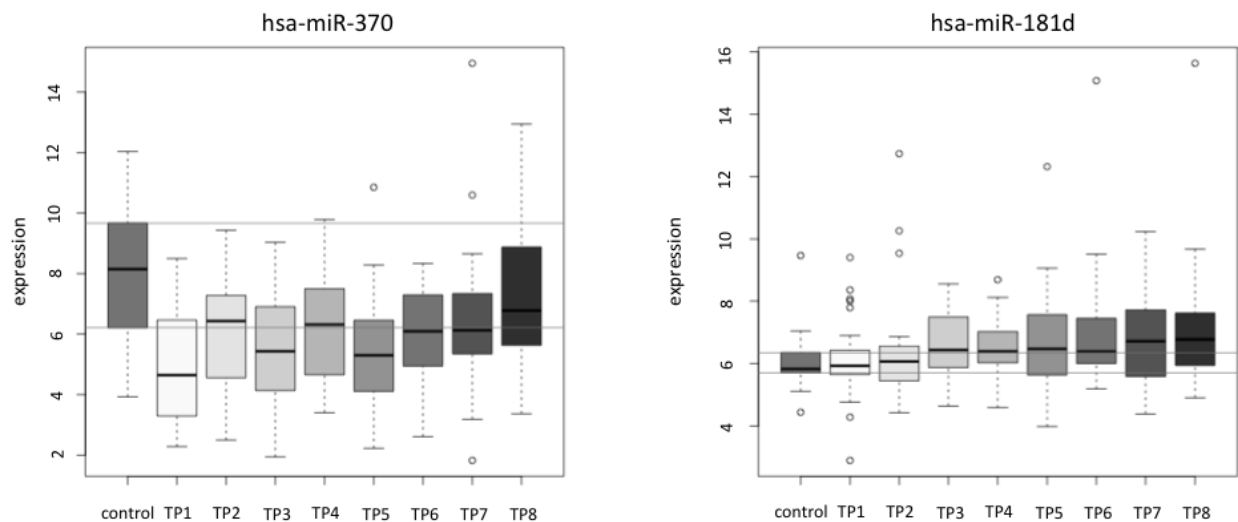 hsa-miR-370
expression
14
12
10
8
6
4
2
control TP1 TP2 TP3 TP4 TP5 TP6 TP7 TP8
hsa-miR-181d
expression
16
14
12
10
8
6
4
control TP1 TP2 TP3 TP4 TP5 TP6 TP7 TP8